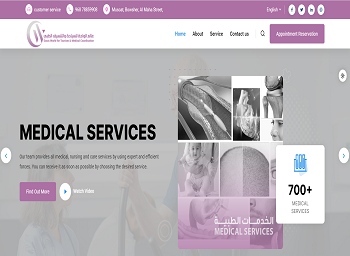 customer service
968 78859908
Muscat, Bowsher, Al Maha Street,
English
Home
About
Service
Contact us
Appointment Reservation
MEDICAL SERVICES
Our team provides all medical, nursing and care services by using expert and efficient
forces. You can receive it as soon as possible by choosing the desired service.
Find Out More
Watch Video
الخدمات الطبية
MEDICAL SERVICES
700+
MEDICAL
SERVICES